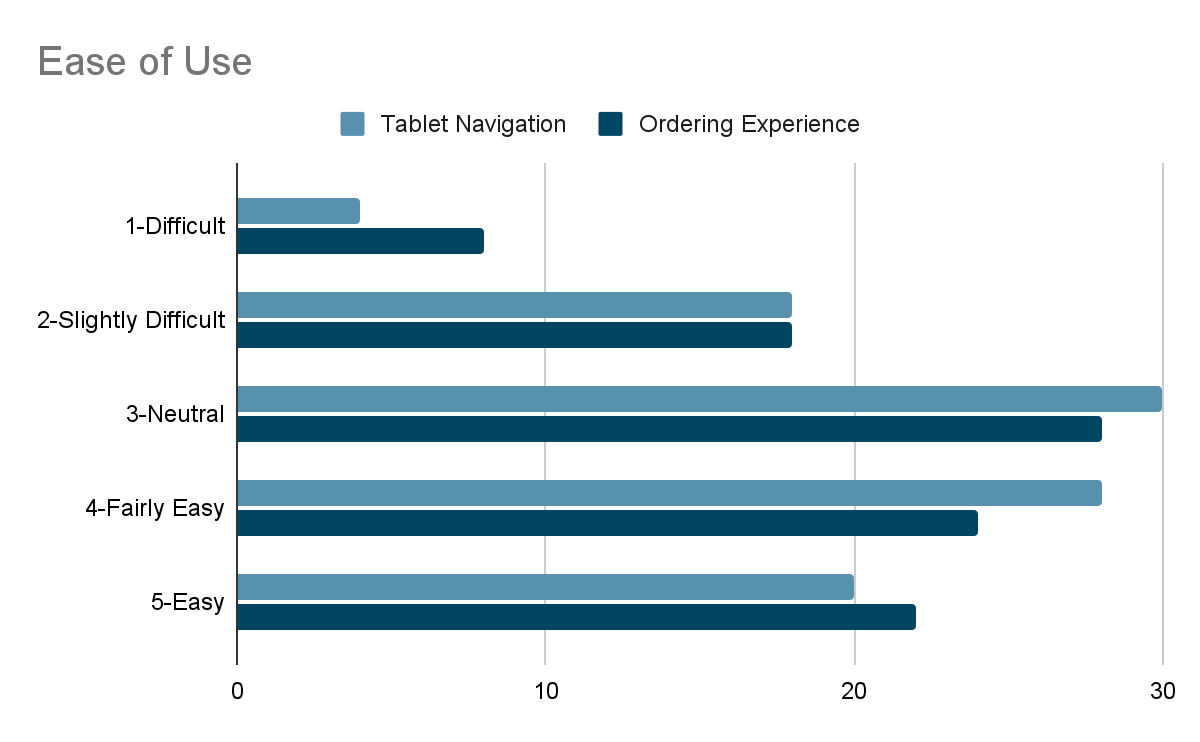 Ease of Use
Tablet Navigation Ordering Experience
1-Difficult
2-Slightly Difficult
3-Neutral
4-Fairly Easy
5-Easy
0 10 20 30